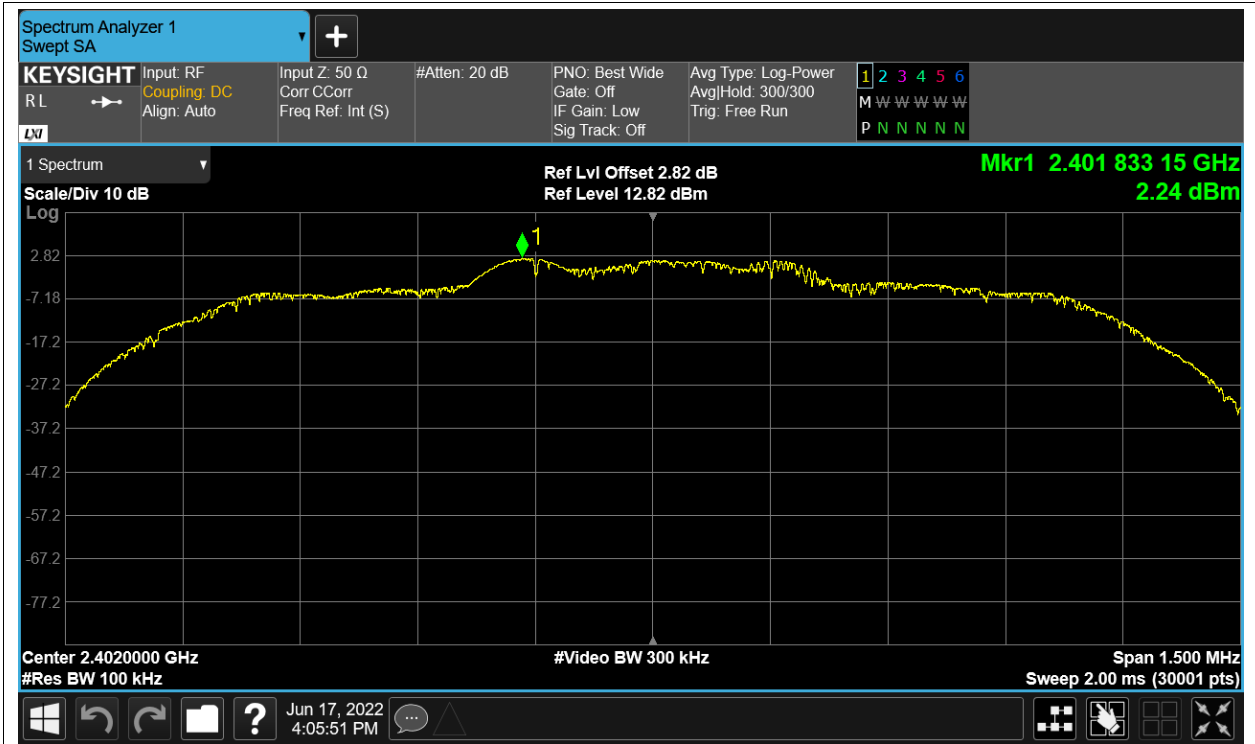 Spectrum Analyzer 1
Swept SA
KEYSIGHT
R L
LXI
Input: RF
Coupling: DC
Align: Auto
Input Z: 50 Ω
Corr CCorr
Freq Ref: Int (S)
#Atten: 20 dB
PNO: Best Wide
Gate: Off
IF Gain: Low
Sig Track: Off
Avg Type: Log-Power
Avg|Hold: 300/300
Trig: Free Run
1 2 3 4 5 6
M W W W W W
P N N N N N
1 Spectrum
Scale/Div 10 dB
Log
Ref Lvl Offset 2.82 dB
Ref Level 12.82 dBm
Mkr1 2.401 833 15 GHz
2.24 dBm
1
2.82
-7.18
-17.2
-27.2
-37.2
-47.2
-57.2
-67.2
-77.2
Center 2.4020000 GHz
#Video BW 300 kHz
Span 1.500 MHz
#Res BW 100 kHz
Sweep 2.00 ms (30001 pts)
?
Jun 17, 2022
4:05:51 PM